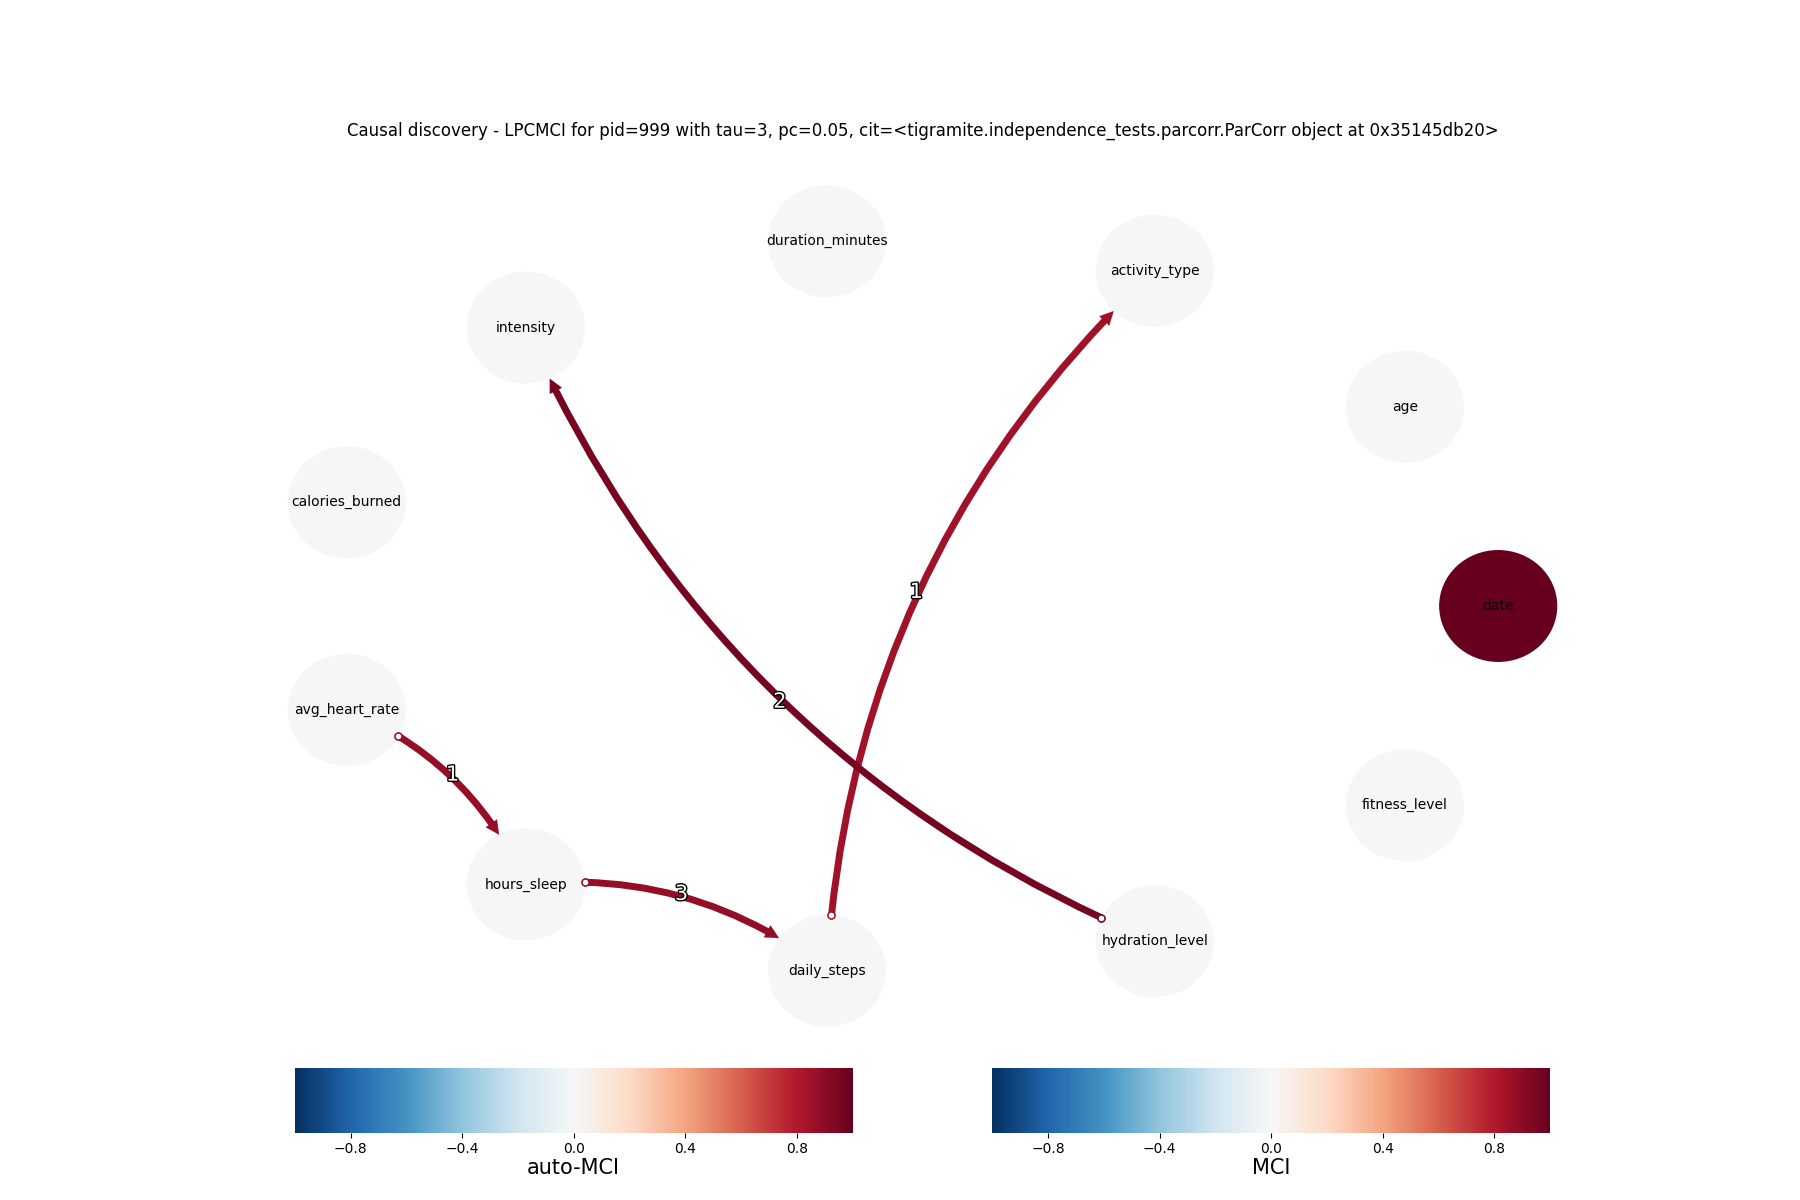 Causal discovery - LPCMCI for pid=999 with tau=3, pc=0.05, cit=<tigramite.independence_tests.parcorr.ParCorr object at 0x35145db20>
duration_minutes
activity_type
intensity
age
calories_burned
1
date
2
avg_heart_rate
1
fitness_level
hours_sleep
3
hydration_level
daily_steps
−0.8 −0.4 0.0 0.4 0.8
auto-MCI
−0.8 −0.4 0.0 0.4 0.8
MCI